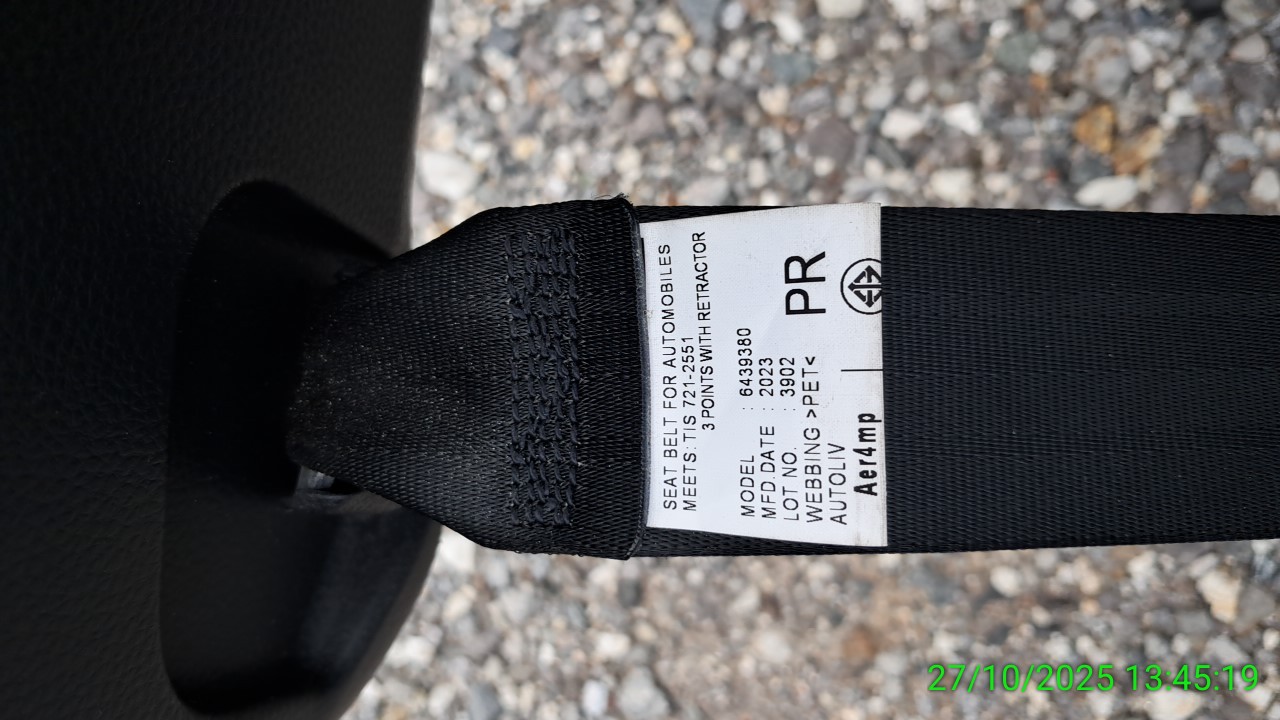 SEAT BELT FOR AUTOMOBILES
MEETS: TIS 721-2551
3 POINTS WITH RETRACTOR
MODEL : 6439380
MFD.DATE : 2023
LOT NO. : 3902
WEBBING >PET<
AUTOLIV
PR
Aer4mp
27/10/2025 13:45:19